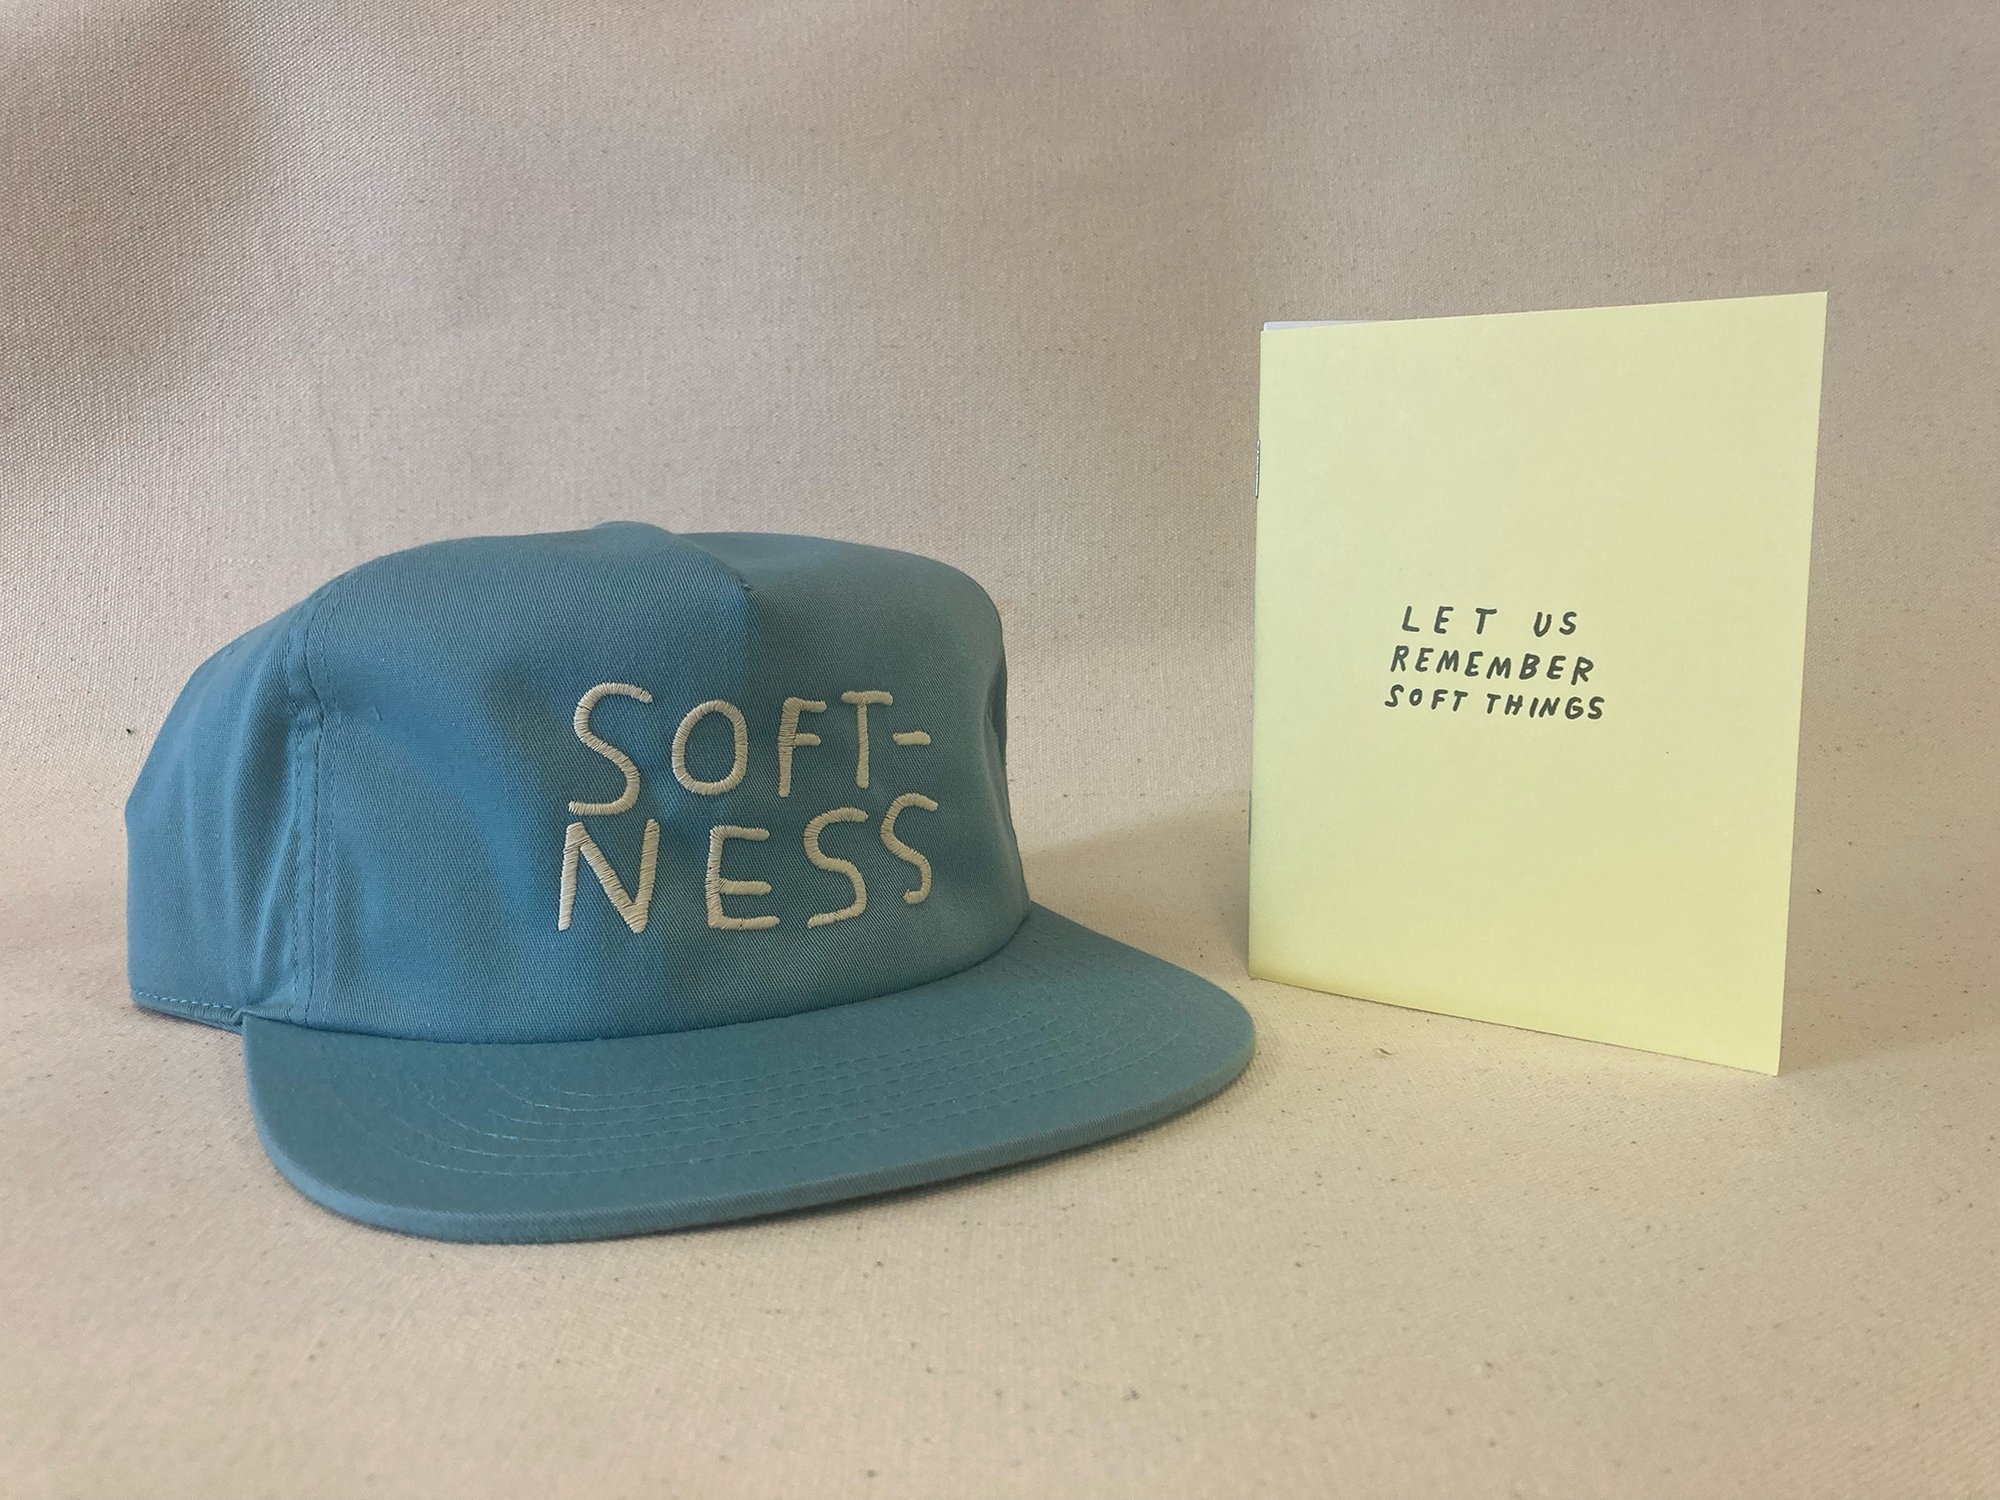 SOFT-
NESS
LET US
REMEMBER
SOFT THINGS